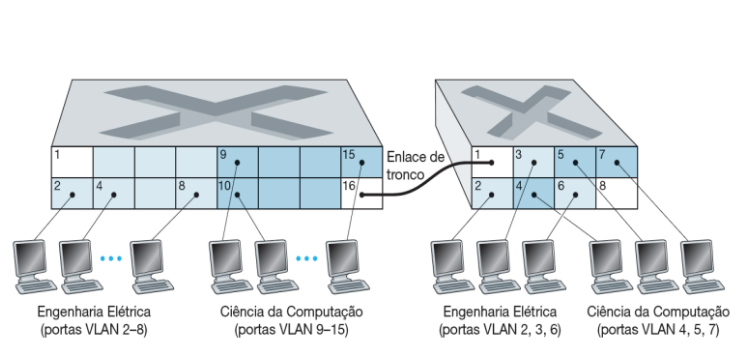 1
9
15
2
4
8
10
16
Enlace de
tronco
1
3
5
7
2
4
6
8
Engenharia Elétrica
(portas VLAN 2–8)
Ciência da Computação
(portas VLAN 9–15)
Engenharia Elétrica
(portas VLAN 2, 3, 6)
Ciência da Computação
(portas VLAN 4, 5, 7)